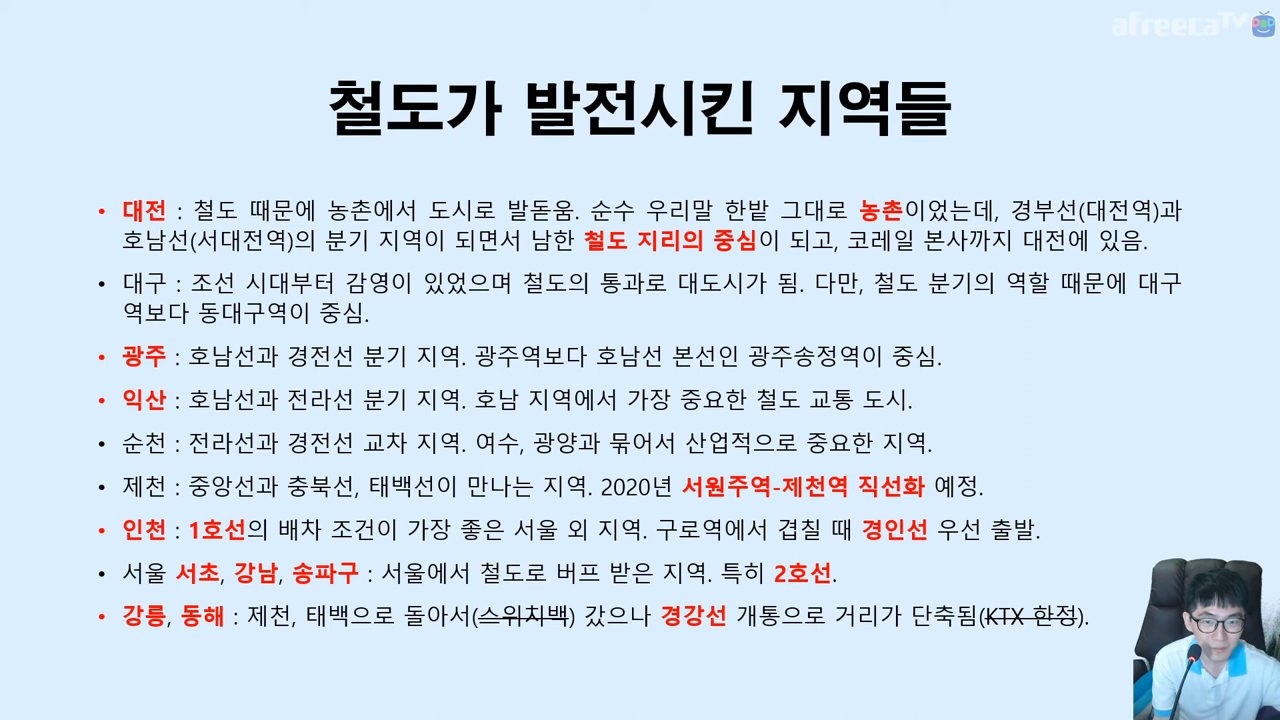 afreecaTV
철도가 발전시킨 지역들
• 대전 : 철도 때문에 농촌에서 도시로 발돋움. 순수 우리말 한밭 그대로 농촌이었는데, 경부선(대전역)과
호남선(서대전역)의 분기 지역이 되면서 남한 철도 지리의 중심이 되고, 코레일 본사까지 대전에 있음.
• 대구 : 조선 시대부터 감영이 있었으며 철도의 통과로 대도시가 됨. 다만, 철도 분기의 역할 때문에 대구
역보다 동대구역이 중심.
• 광주 : 호남선과 경전선 분기 지역. 광주역보다 호남선 본선인 광주송정역이 중심.
• 익산 : 호남선과 전라선 분기 지역. 호남 지역에서 가장 중요한 철도 교통 도시.
• 순천 : 전라선과 경전선 교차 지역. 여수, 광양과 묶어서 산업적으로 중요한 지역.
• 제천 : 중앙선과 충북선, 태백선이 만나는 지역. 2020년 서원주역-제천역 직선화 예정.
• 인천 : 1호선의 배차 조건이 가장 좋은 서울 외 지역. 구로역에서 겹칠 때 경인선 우선 출발.
• 서울 서초, 강남, 송파구 : 서울에서 철도로 버프 받은 지역. 특히 2호선.
• 강릉, 동해 : 제천, 태백으로 돌아서(스위치백) 갔으나 경강선 개통으로 거리가 단축됨(KTX 한정).